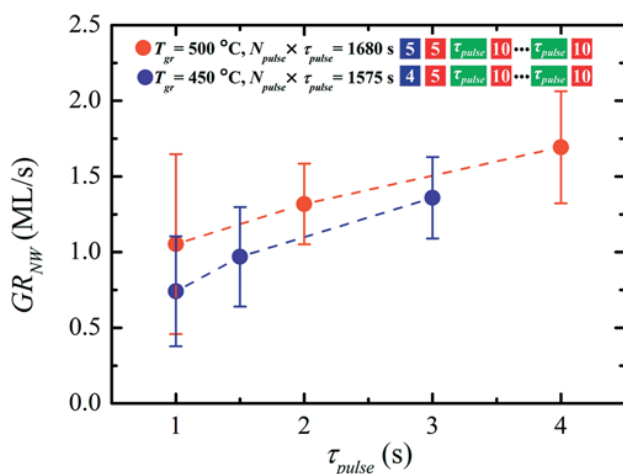 2.5
2.0
1.5
1.0
0.5
0.0
GR_NW (ML/s)
T_gr = 500 °C, N_pulse × τ_pulse = 1680 s 5 5 τ_pulse 10 ··· τ_pulse 10
T_gr = 450 °C, N_pulse × τ_pulse = 1575 s 4 5 τ_pulse 10 ··· τ_pulse 10
1 2 3 4
τ_pulse (s)